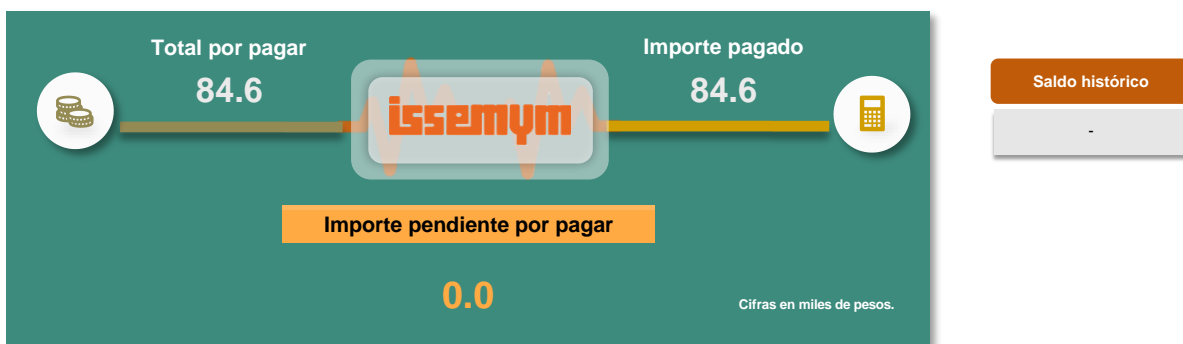 Total por pagar
84.6
issemym
Importe pagado
84.6
Importe pendiente por pagar
0.0
Cifras en miles de pesos.
Saldo histórico
-